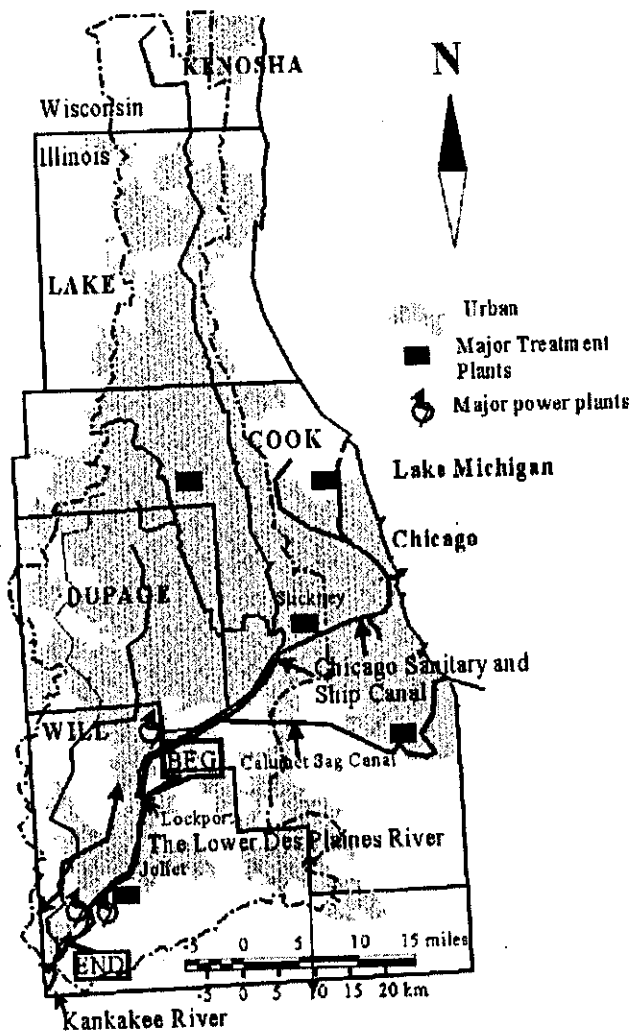 KENOSHA
N
Wisconsin
Illinois
LAKE
Urban
Major Treatment
Plants
Major power plants
COOK
Lake Michigan
Chicago
DUPAGE
Stickney
Chicago Sanitary and
Ship Canal
WILL
BEG
Calumet Sag Canal
Lockport
The Lower Des Plaines River
Joliet
-5 0 5 10 15 miles
END
-5 0 5 10 15 20 km
Kankakee River